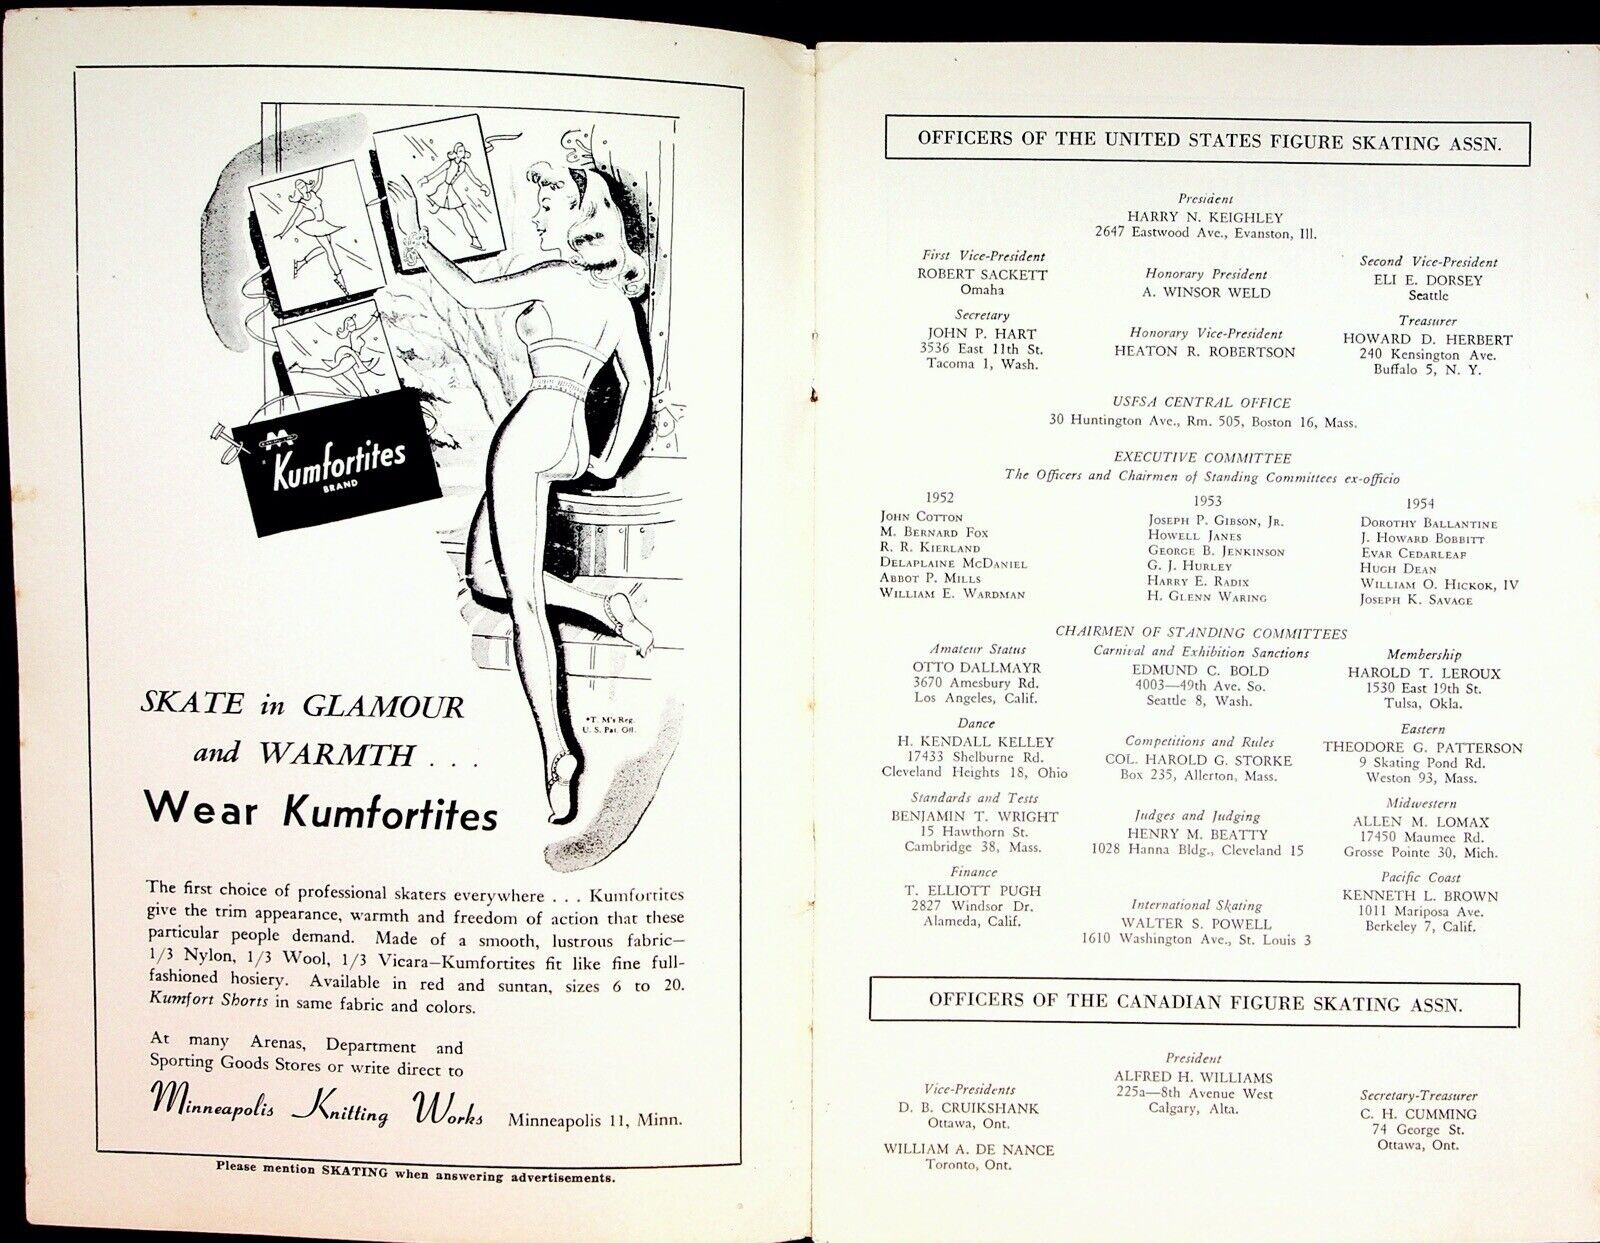 M
Kumfortites
BRAND
*T. M's Reg.
U. S. Pat. Off.
SKATE in GLAMOUR
and WARMTH . . .
Wear Kumfortites
The first choice of professional skaters everywhere . . . Kumfortites
give the trim appearance, warmth and freedom of action that these
particular people demand. Made of a smooth, lustrous fabric—
1/3 Nylon, 1/3 Wool, 1/3 Vicara—Kumfortites fit like fine full-
fashioned hosiery. Available in red and suntan, sizes 6 to 20.
Kumfort Shorts in same fabric and colors.
At many Arenas, Department and
Sporting Goods Stores or write direct to
Minneapolis Knitting Works Minneapolis 11, Minn.
Please mention SKATING when answering advertisements.
OFFICERS OF THE UNITED STATES FIGURE SKATING ASSN.
President
HARRY N. KEIGHLEY
2647 Eastwood Ave., Evanston, Ill.
First Vice-President
ROBERT SACKETT
Omaha
Honorary President
A. WINSOR WELD
Second Vice-President
ELI E. DORSEY
Seattle
Secretary
JOHN P. HART
3536 East 11th St.
Tacoma 1, Wash.
Honorary Vice-President
HEATON R. ROBERTSON
Treasurer
HOWARD D. HERBERT
240 Kensington Ave.
Buffalo 5, N. Y.
USFSA CENTRAL OFFICE
30 Huntington Ave., Rm. 505, Boston 16, Mass.
EXECUTIVE COMMITTEE
The Officers and Chairmen of Standing Committees ex-officio
1952
JOHN COTTON
M. BERNARD FOX
R. R. KIERLAND
DELAPLAINE MCDANIEL
ABBOT P. MILLS
WILLIAM E. WARDMAN
1953
JOSEPH P. GIBSON, JR.
HOWELL JANES
GEORGE B. JENKINSON
G. J. HURLEY
HARRY E. RADIX
H. GLENN WARING
1954
DOROTHY BALLANTINE
J. HOWARD BOBBITT
EVAR CEDARLEAF
HUGH DEAN
WILLIAM O. HICKOK, IV
JOSEPH K. SAVAGE
CHAIRMEN OF STANDING COMMITTEES
Amateur Status
OTTO DALLMAYR
3670 Amesbury Rd.
Los Angeles, Calif.
Carnival and Exhibition Sanctions
EDMUND C. BOLD
4003—49th Ave. So.
Seattle 8, Wash.
Membership
HAROLD T. LEROUX
1530 East 19th St.
Tulsa, Okla.
Dance
H. KENDALL KELLEY
17433 Shelburne Rd.
Cleveland Heights 18, Ohio
Competitions and Rules
COL. HAROLD G. STORKE
Box 235, Allerton, Mass.
Eastern
THEODORE G. PATTERSON
9 Skating Pond Rd.
Weston 93, Mass.
Standards and Tests
BENJAMIN T. WRIGHT
15 Hawthorn St.
Cambridge 38, Mass.
Judges and Judging
HENRY M. BEATTY
1028 Hanna Bldg., Cleveland 15
Midwestern
ALLEN M. LOMAX
17450 Maumee Rd.
Grosse Pointe 30, Mich.
Finance
T. ELLIOTT PUGH
2827 Windsor Dr.
Alameda, Calif.
International Skating
WALTER S. POWELL
1610 Washington Ave., St. Louis 3
Pacific Coast
KENNETH L. BROWN
1011 Mariposa Ave.
Berkeley 7, Calif.
OFFICERS OF THE CANADIAN FIGURE SKATING ASSN.
President
ALFRED H. WILLIAMS
225a—8th Avenue West
Calgary, Alta.
Vice-Presidents
D. B. CRUIKSHANK
Ottawa, Ont.
WILLIAM A. DE NANCE
Toronto, Ont.
Secretary-Treasurer
C. H. CUMMING
74 George St.
Ottawa, Ont.